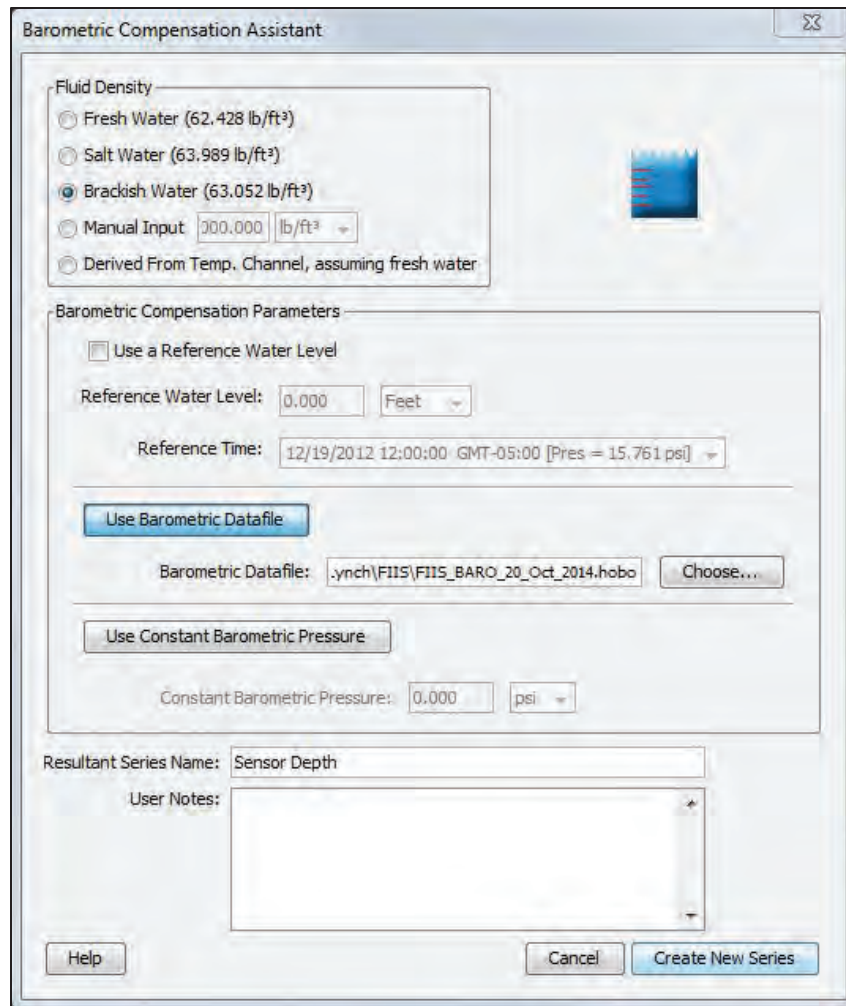 Barometric Compensation Assistant
Fluid Density
Fresh Water (62.428 lb/ft³)
Salt Water (63.989 lb/ft³)
Brackish Water (63.052 lb/ft³)
Manual Input 000.000 lb/ft³
Derived From Temp. Channel, assuming fresh water
Barometric Compensation Parameters
Use a Reference Water Level
Reference Water Level: 0.000 Feet
Reference Time: 12/19/2012 12:00:00 GMT-05:00 [Pres = 15.761 psi]
Use Barometric Datafile
Barometric Datafile: .ynch\FIIS\FIIS_BARO_20_Oct_2014.hobo Choose...
Use Constant Barometric Pressure
Constant Barometric Pressure: 0.000 psi
Resultant Series Name: Sensor Depth
User Notes:
Help Cancel Create New Series